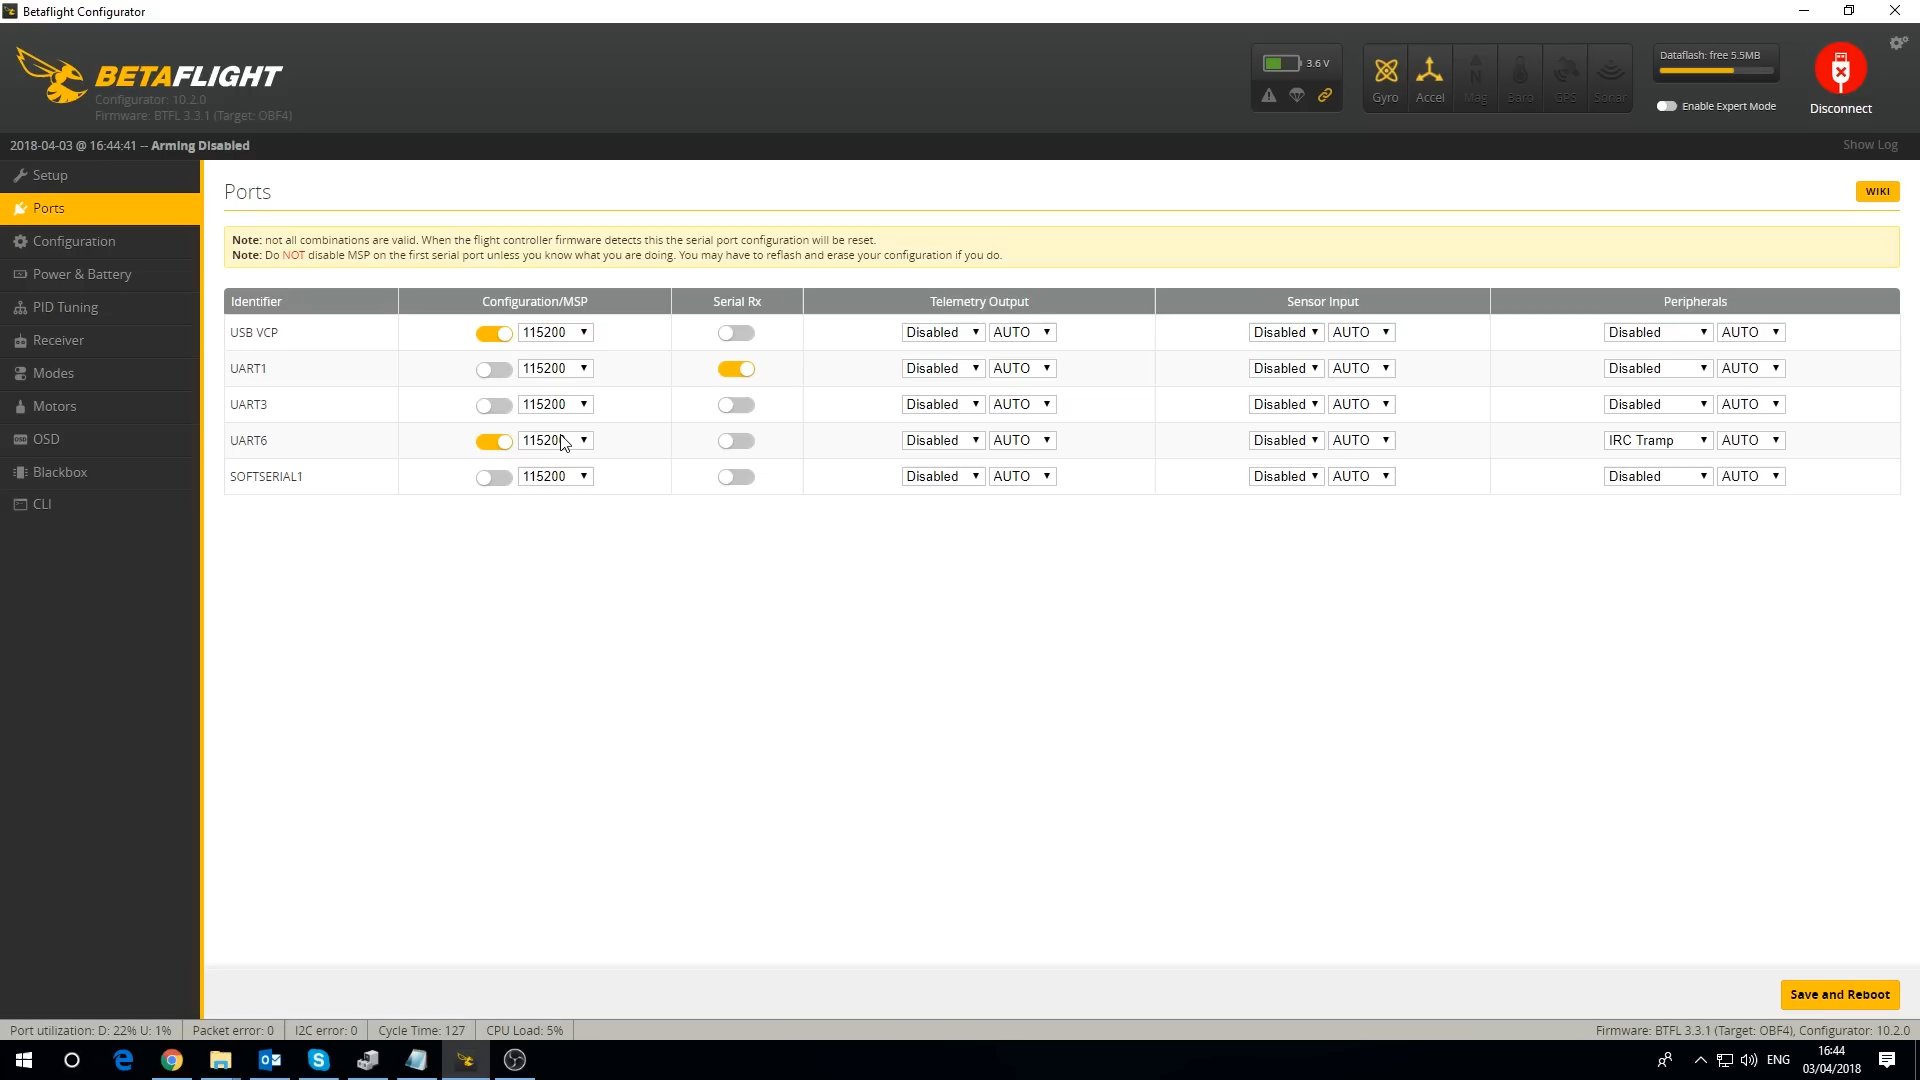 Betaflight Configurator
BETAFLIGHT
Configurator: 10.2.0
Firmware: BTFL 3.3.1 (Target: OBF4)
3.6 V
Gyro Accel Mag Baro GPS Sonar
Dataflash: free 5.5MB
Enable Expert Mode
Disconnect
2018-04-03 @ 16:44:41 -- Arming Disabled
Show Log
Setup
Ports
Configuration
Power & Battery
PID Tuning
Receiver
Modes
Motors
OSD
Blackbox
CLI
Ports
WIKI
Note: not all combinations are valid. When the flight controller firmware detects this the serial port configuration will be reset.
Note: Do NOT disable MSP on the first serial port unless you know what you are doing. You may have to reflash and erase your configuration if you do.
Identifier Configuration/MSP Serial Rx Telemetry Output Sensor Input Peripherals
USB VCP 115200 Disabled AUTO Disabled AUTO Disabled AUTO
UART1 115200 Disabled AUTO Disabled AUTO Disabled AUTO
UART3 115200 Disabled AUTO Disabled AUTO Disabled AUTO
UART6 115200 Disabled AUTO Disabled AUTO IRC Tramp AUTO
SOFTSERIAL1 115200 Disabled AUTO Disabled AUTO Disabled AUTO
Save and Reboot
Port utilization: D: 22% U: 1% Packet error: 0 I2C error: 0 Cycle Time: 127 CPU Load: 5% Firmware: BTFL 3.3.1 (Target: OBF4), Configurator: 10.2.0
ENG
16:44
03/04/2018